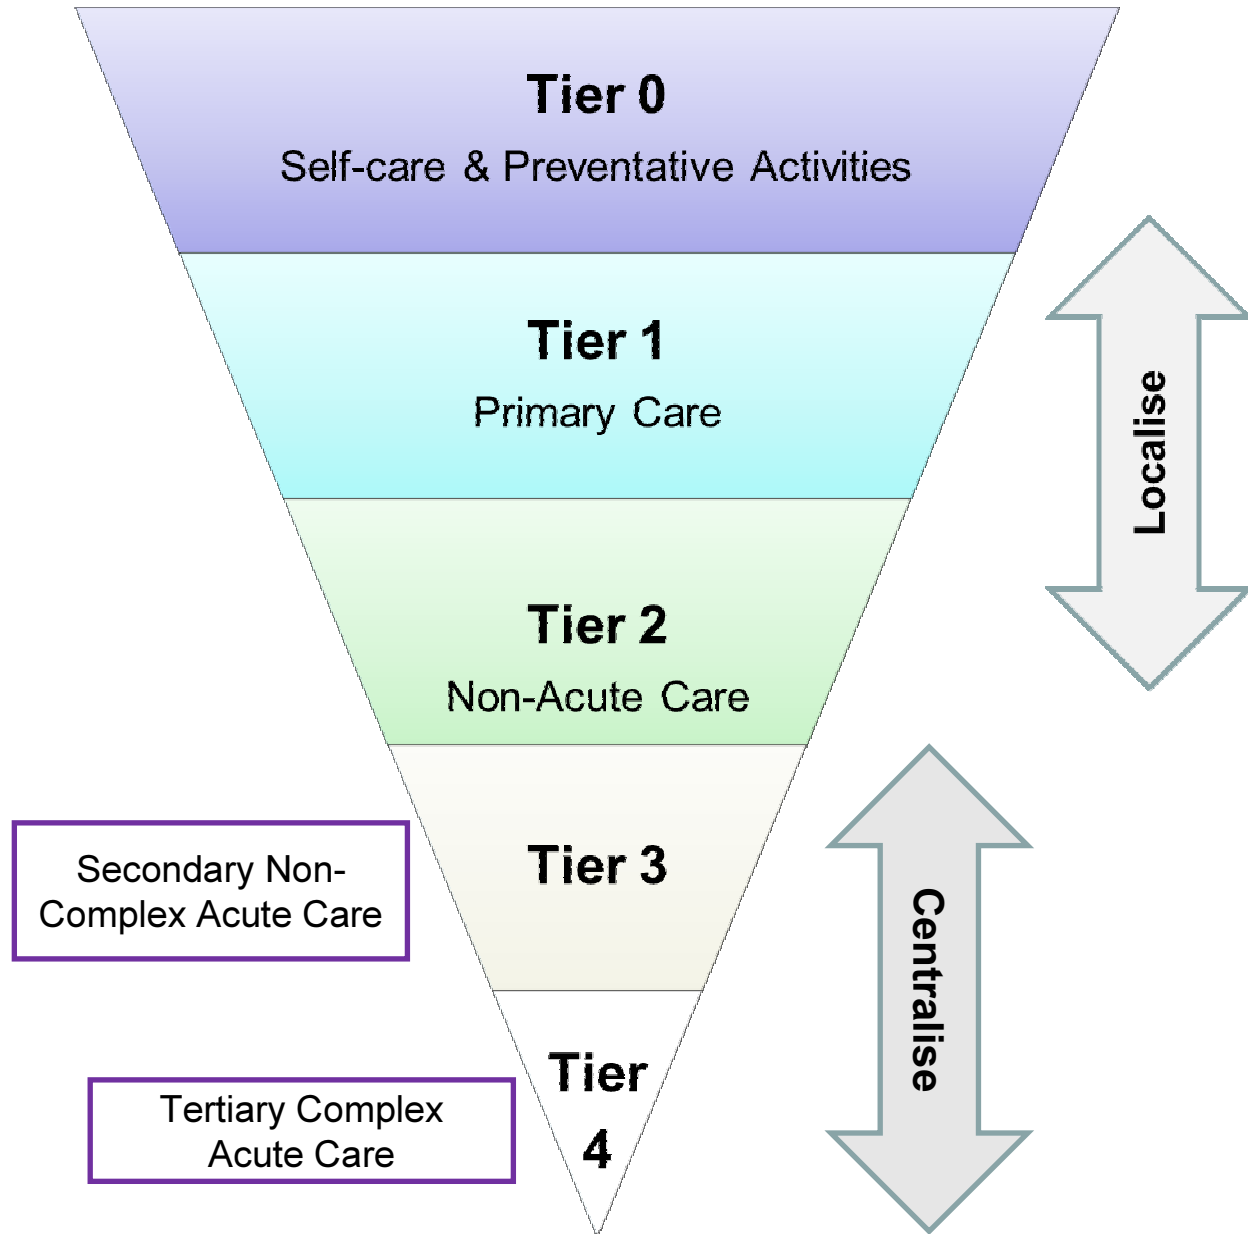 Tier 0
Self-care & Preventative Activities
Tier 1
Primary Care
Localise
Tier 2
Non-Acute Care
Secondary Non-
Complex Acute Care
Tier 3
Centralise
Tier
4
Tertiary Complex
Acute Care